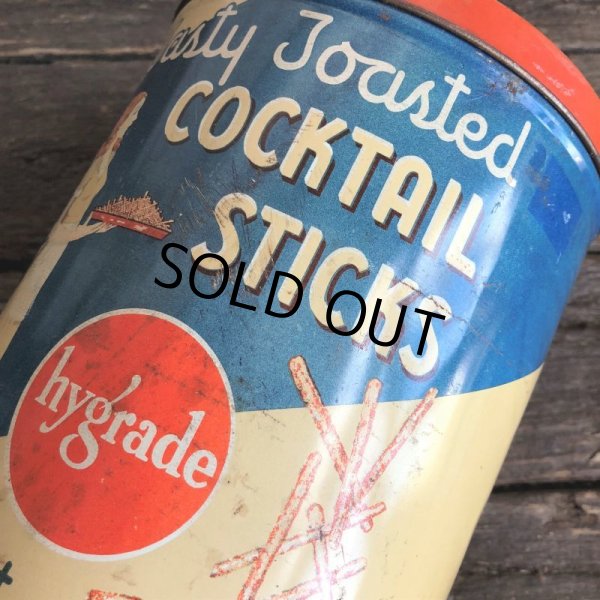 Tasty Toasted
COCKTAIL
STICKS
SOLD OUT
hygrade